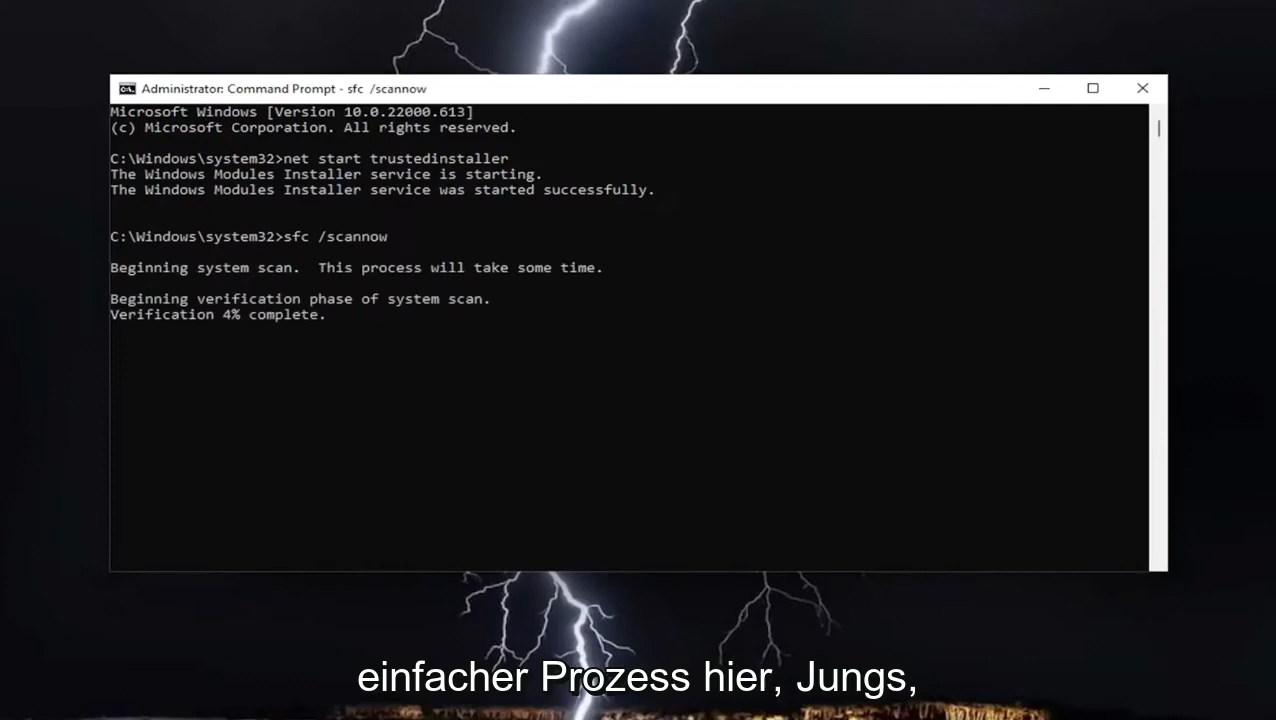 Administrator: Command Prompt - sfc  /scannow
Microsoft Windows [Version 10.0.22000.613]
(c) Microsoft Corporation. All rights reserved.
C:\Windows\system32>net start trustedinstaller
The Windows Modules Installer service is starting.
The Windows Modules Installer service was started successfully.
C:\Windows\system32>sfc /scannow
Beginning system scan.  This process will take some time.
Beginning verification phase of system scan.
Verification 4% complete.
einfacher Prozess hier, Jungs,